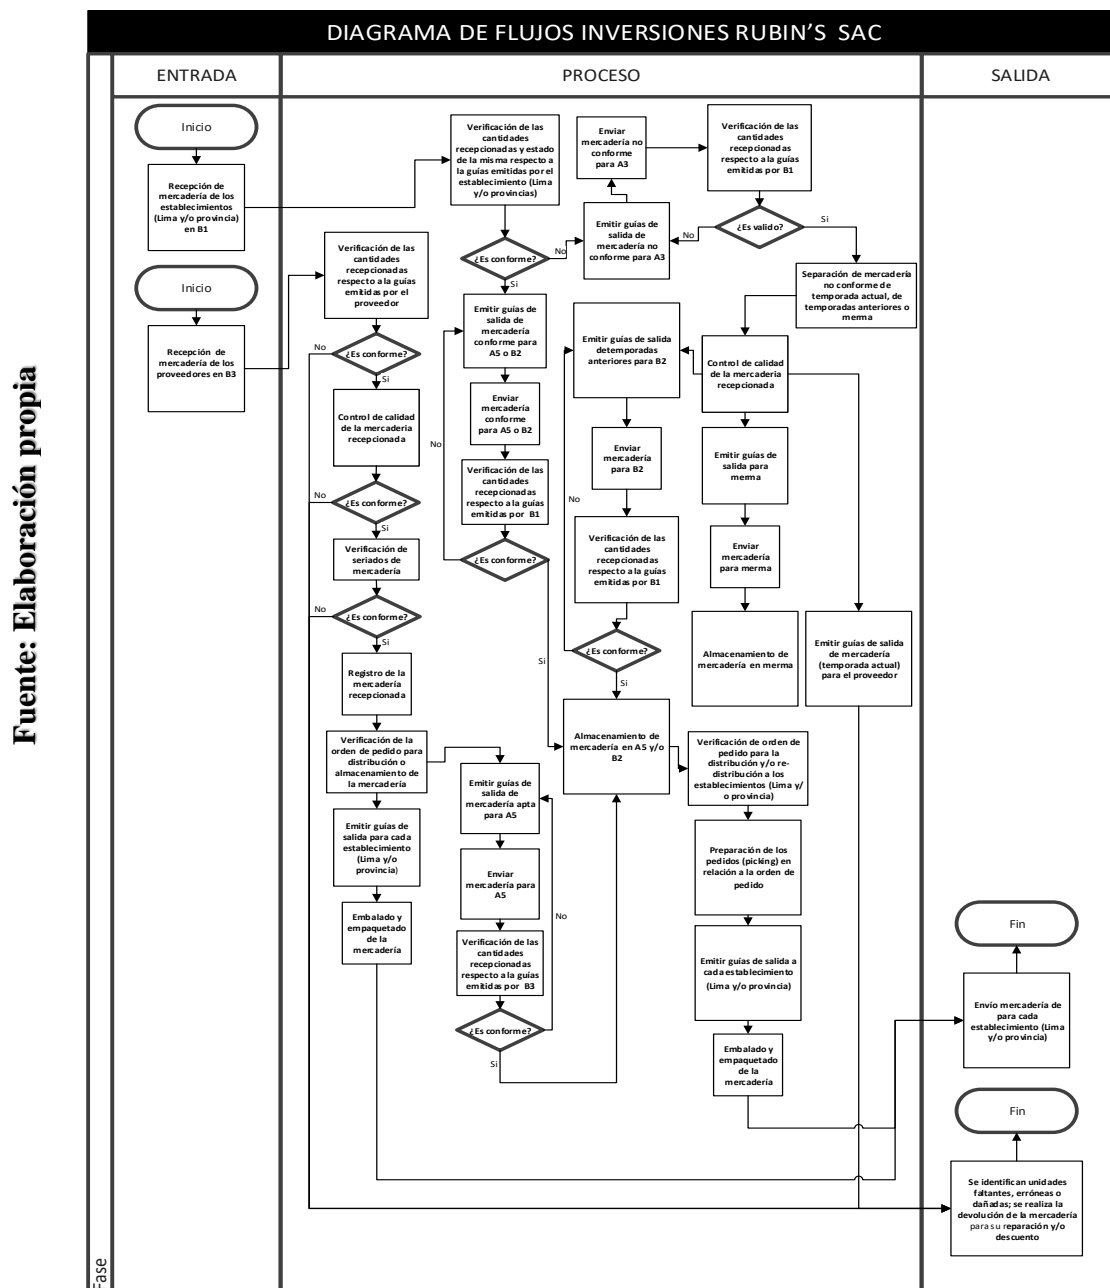 DIAGRAMA DE FLUJOS INVERSIONES RUBIN'S SAC
ENTRADA
PROCESO
SALIDA
Fuente: Elaboración propia
Fase
Inicio
Recepción de
mercadería de los
establecimientos
(Lima y/o provincia)
en B1
Inicio
Recepción de
mercadería de los
proveedores en B3
Verificación de las
cantidades
recepcionadas
respecto a la guías
emitidas por el
proveedor
¿Es conforme?
No
Si
Control de calidad
de la mercaderia
recepcionada
¿Es conforme?
No
Si
Verificación de
seriados de
mercadería
¿Es conforme?
No
Si
Registro de la
mercadería
recepcionada
Verificación de la
orden de pedido para
distribución o
almacenamiento de
la mercadería
Emitir guías de
salida para cada
establecimiento
(Lima y/o
provincia)
Embalado y
empaquetado
de la
mercadería
Verificación de las
cantidades
recepcionadas y estado
de la misma respecto a
la guías emitidas por el
establecimiento (Lima
y/o provincias)
¿Es conforme?
No
Si
Emitir guías de
salida de
mercadería
conforme para
A5 o B2
Enviar
mercadería
conforme
para A5 o B2
No
Verificación de las
cantidades
recepcionadas
respecto a la guías
emitidas por B1
¿Es conforme?
Si
Emitir guías de
salida de
mercadería apta
para A5
Enviar
mercadería para
A5
No
Verificación de las
cantidades
recepcionadas
respecto a la guías
emitidas por B3
¿Es conforme?
Si
Enviar
mercadería no
conforme
para A3
Emitir guías de
salida de
mercadería no
conforme para A3
Verificación de las
cantidades
recepcionadas
respecto a la guías
emitidas por B1
¿Es valido?
No
Si
Separación de mercadería
no conforme de
temporada actual, de
temporadas anteriores o
merma
Control de calidad
de la mercaderia
recepcionada
Emitir guías de salida
detemporadas
anteriores para B2
Enviar
mercadería
para B2
No
Verificación de las
cantidades
recepcionadas
respecto a la guías
emitidas por B1
¿Es conforme?
Si
Almacenamiento de
mercadería en A5 y/o
B2
Emitir guías de
salida para
merma
Enviar
mercadería
para merma
Almacenamiento de
mercadería en merma
Emitir guías de salida
de mercadería
(temporada actual)
para el proveedor
Verificación de orden de
pedido para la
distribución y/o re-
distribución a los
establecimientos (Lima y/
o provincia)
Preparación de los
pedidos (picking) en
relación a la orden de
pedido
Emitir guías de salida a
cada establecimiento
(Lima y/o provincia)
Embalado y
empaquetado
de la
mercadería
Fin
Envío mercadería de
para cada
establecimiento (Lima
y/o provincia)
Fin
Se identifican unidades
faltantes, erróneas o
dañadas; se realiza la
devolución de la mercadería
para su reparación y/o
descuento